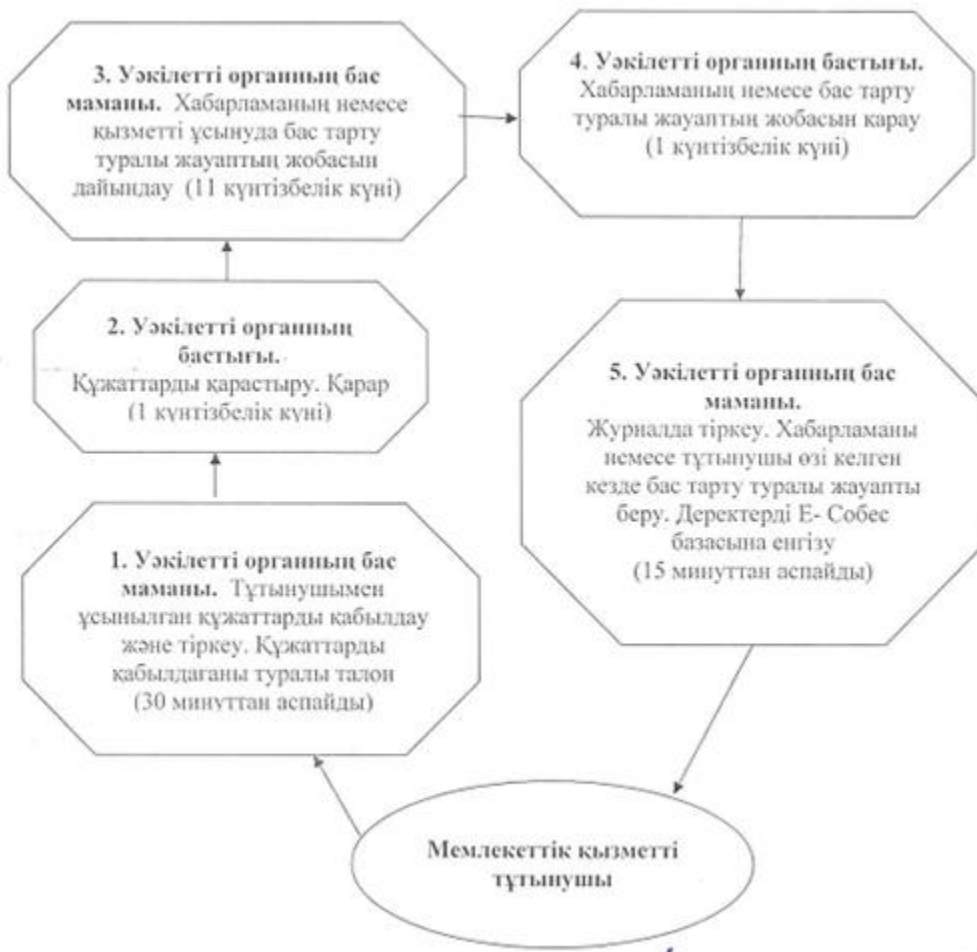 3. Уәкілетті органның бас
маманы. Хабарламаның немесе
қызметті ұсынуда бас тарту
туралы жауаптың жобасын
дайындау (11 күнтізбелік күні)
4. Уәкілетті органның бастығы.
Хабарламаның немесе бас тарту
туралы жауаптың жобасын қарау
(1 күнтізбелік күні)
2. Уәкілетті органның
бастығы.
Құжаттарды қарастыру. Қарар
(1 күнтізбелік күні)
5. Уәкілетті органның бас
маманы.
Журналда тіркеу. Хабарламаны
немесе тұтынушы өзі келген
кезде бас тарту туралы жауапты
беру. Деректерді Е- Собес
базасына енгізу
(15 минуттан аспайды)
1. Уәкілетті органның бас
маманы. Тұтынушымен
ұсынылған құжаттарды қабылдау
және тіркеу. Құжаттарды
қабылдағаны туралы талон
(30 минуттан аспайды)
Мемлекеттік қызметті
тұтынушы